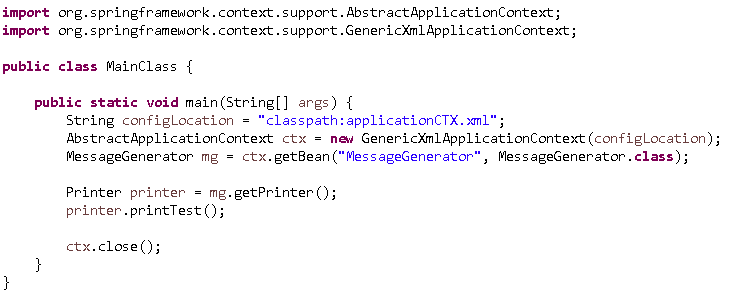 import org.springframework.context.support.AbstractApplicationContext;
import org.springframework.context.support.GenericXmlApplicationContext;

public class MainClass {

    public static void main(String[] args) {
        String configLocation = "classpath:applicationCTX.xml";
        AbstractApplicationContext ctx = new GenericXmlApplicationContext(configLocation);
        MessageGenerator mg = ctx.getBean("MessageGenerator", MessageGenerator.class);

        Printer printer = mg.getPrinter();
        printer.printTest();

        ctx.close();
    }
}